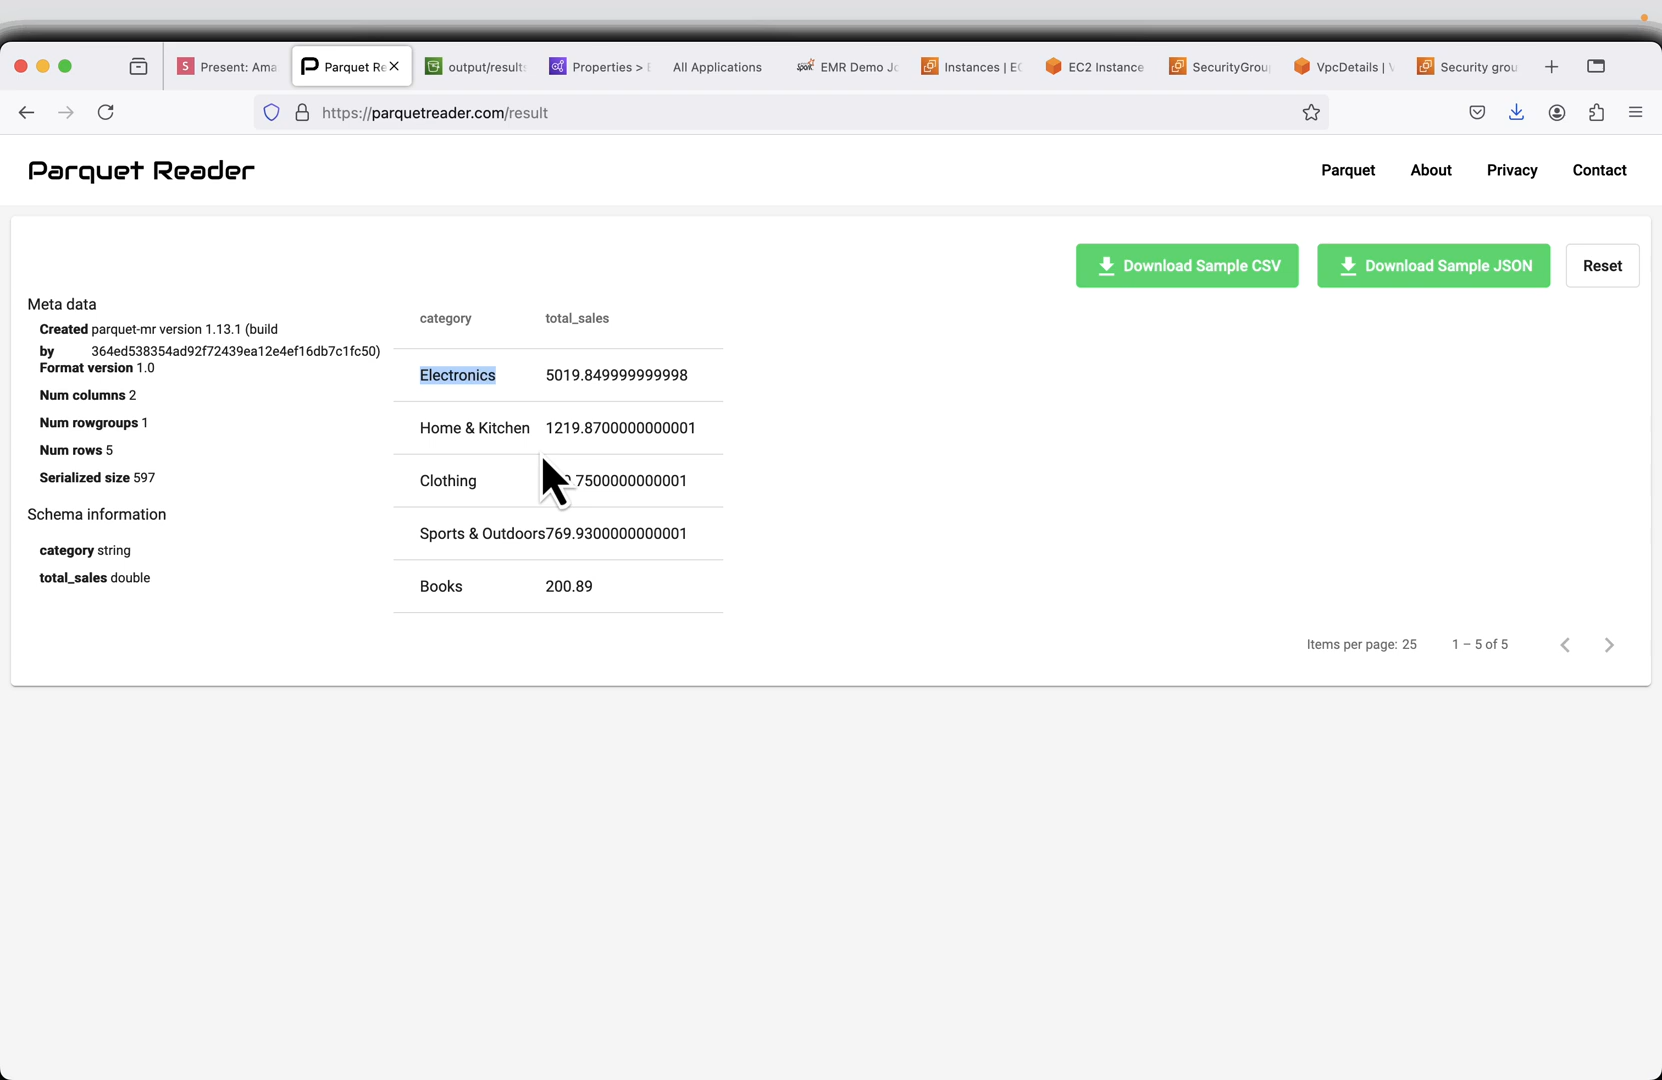 Present: Ama
Parquet Re
output/results
Properties >
All Applications
EMR Demo Jo
Instances | EC
EC2 Instance
SecurityGrou
VpcDetails |
Security grou
https://parquetreader.com/result
Parquet Reader
Parquet
About
Privacy
Contact
Download Sample CSV
Download Sample JSON
Reset
Meta data
Created parquet-mr version 1.13.1 (build
by 364ed538354ad92f72439ea12e4ef16db7c1fc50)
Format version 1.0
Num columns 2
Num rowgroups 1
Num rows 5
Serialized size 597
Schema information
category string
total_sales double
category total_sales
Electronics 5019.849999999998
Home & Kitchen 1219.8700000000001
Clothing .7500000000001
Sports & Outdoors 769.9300000000001
Books 200.89
Items per page: 25
1 – 5 of 5